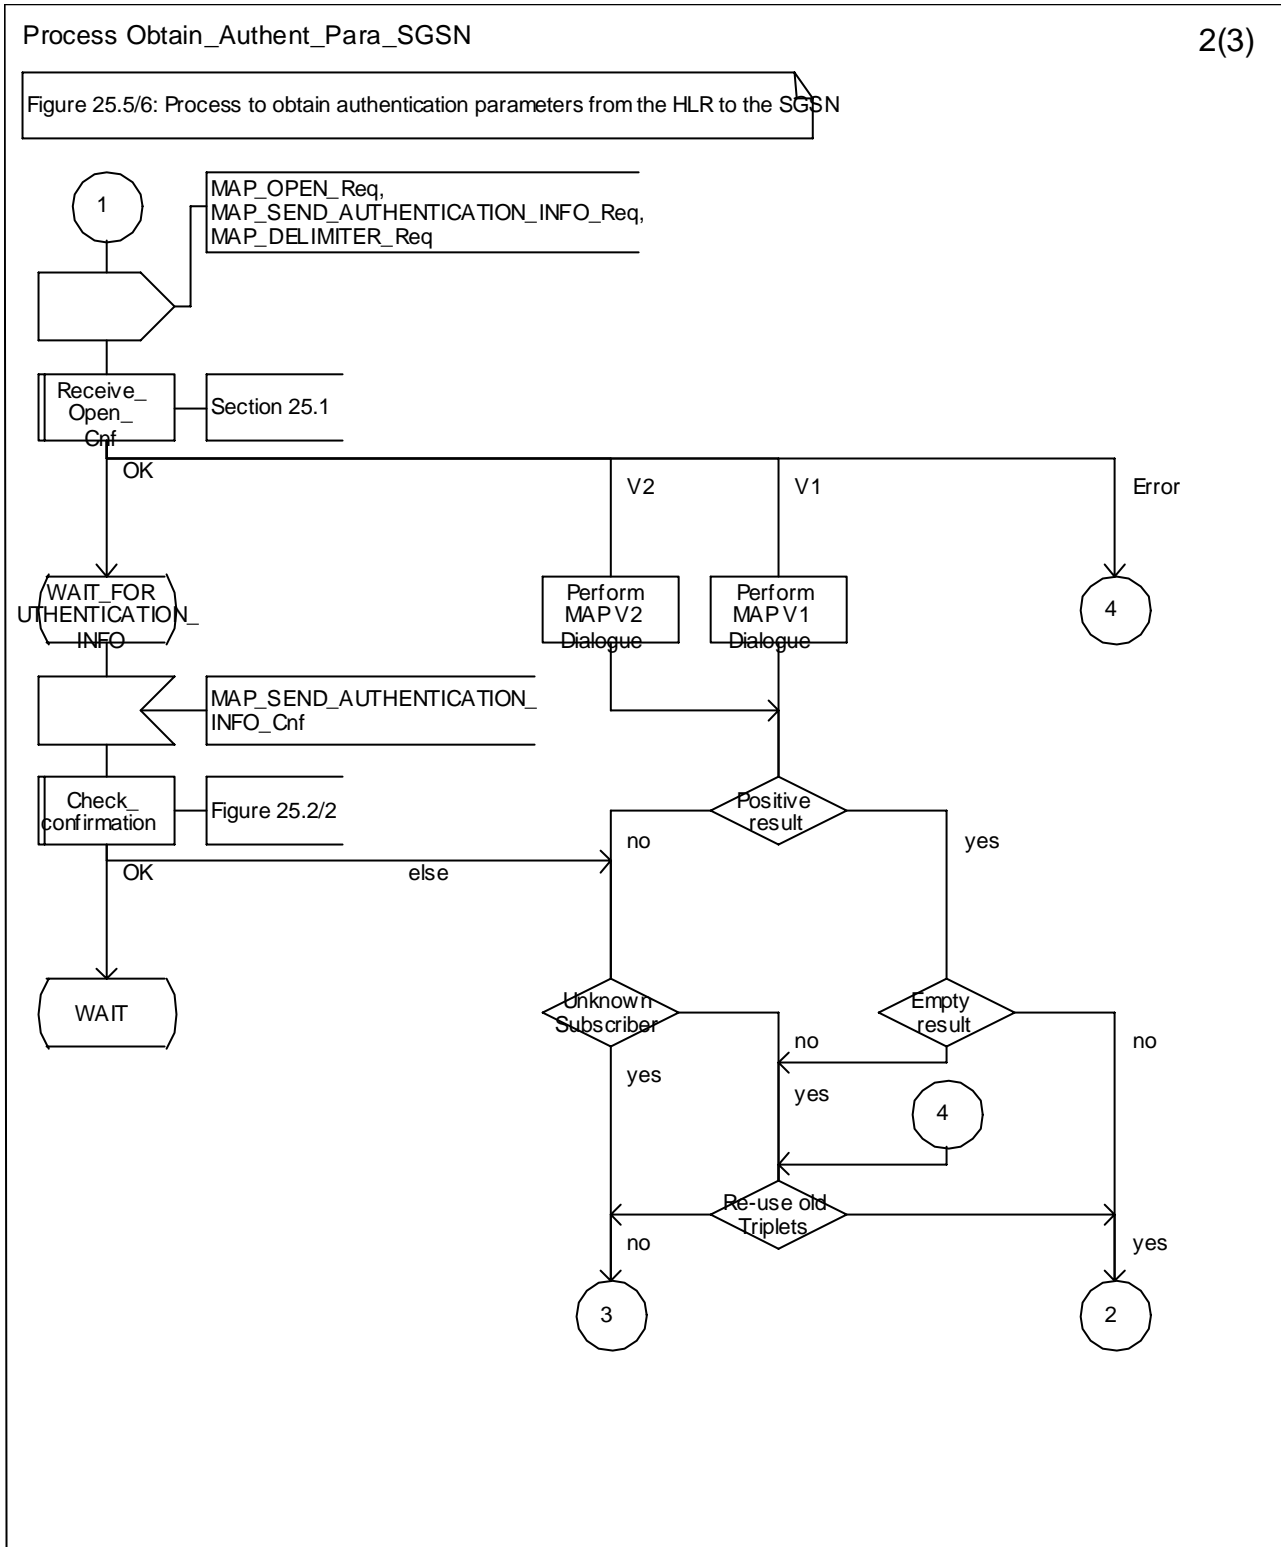 Process Obtain_Authent_Para_SGSN
2(3)
Figure 25.5/6: Process to obtain authentication parameters from the HLR to the SGSN
1
MAP_OPEN_Req,
MAP_SEND_AUTHENTICATION_INFO_Req,
MAP_DELIMITER_Req
Receive_
Open_
Cnf
Section 25.1
OK
V2
V1
Error
WAIT_FOR
UTHENTICATION_
INFO
Perform
MAP V2
Dialogue
Perform
MAP V1
Dialogue
4
MAP_SEND_AUTHENTICATION_
INFO_Cnf
Check_
confirmation
Figure 25.2/2
Positive
result
no
yes
OK
else
WAIT
Unknown
Subscriber
Empty
result
no
no
yes
yes
4
Re-use old
Triplets
no
yes
3
2